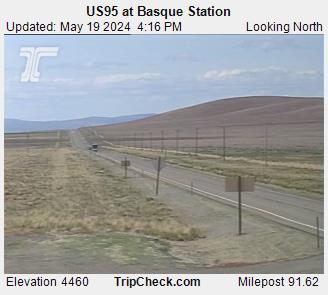 US95 at Basque Station
Updated: May 19 2024 4:16 PM Looking North
Elevation 4460 TripCheck.com Milepost 91.62